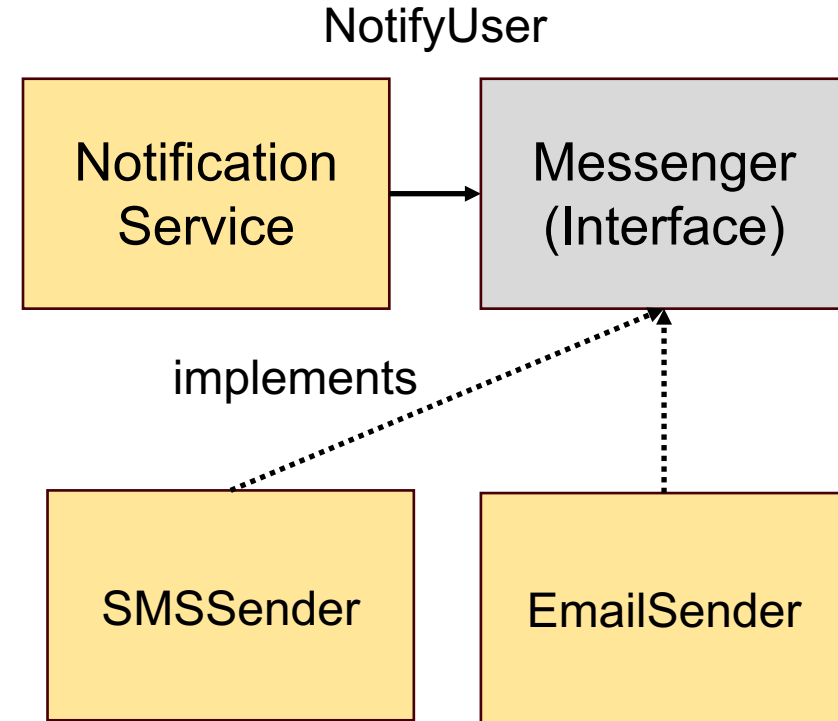 NotifyUser
Notification
Service
Messenger
(Interface)
implements
SMSSender
EmailSender